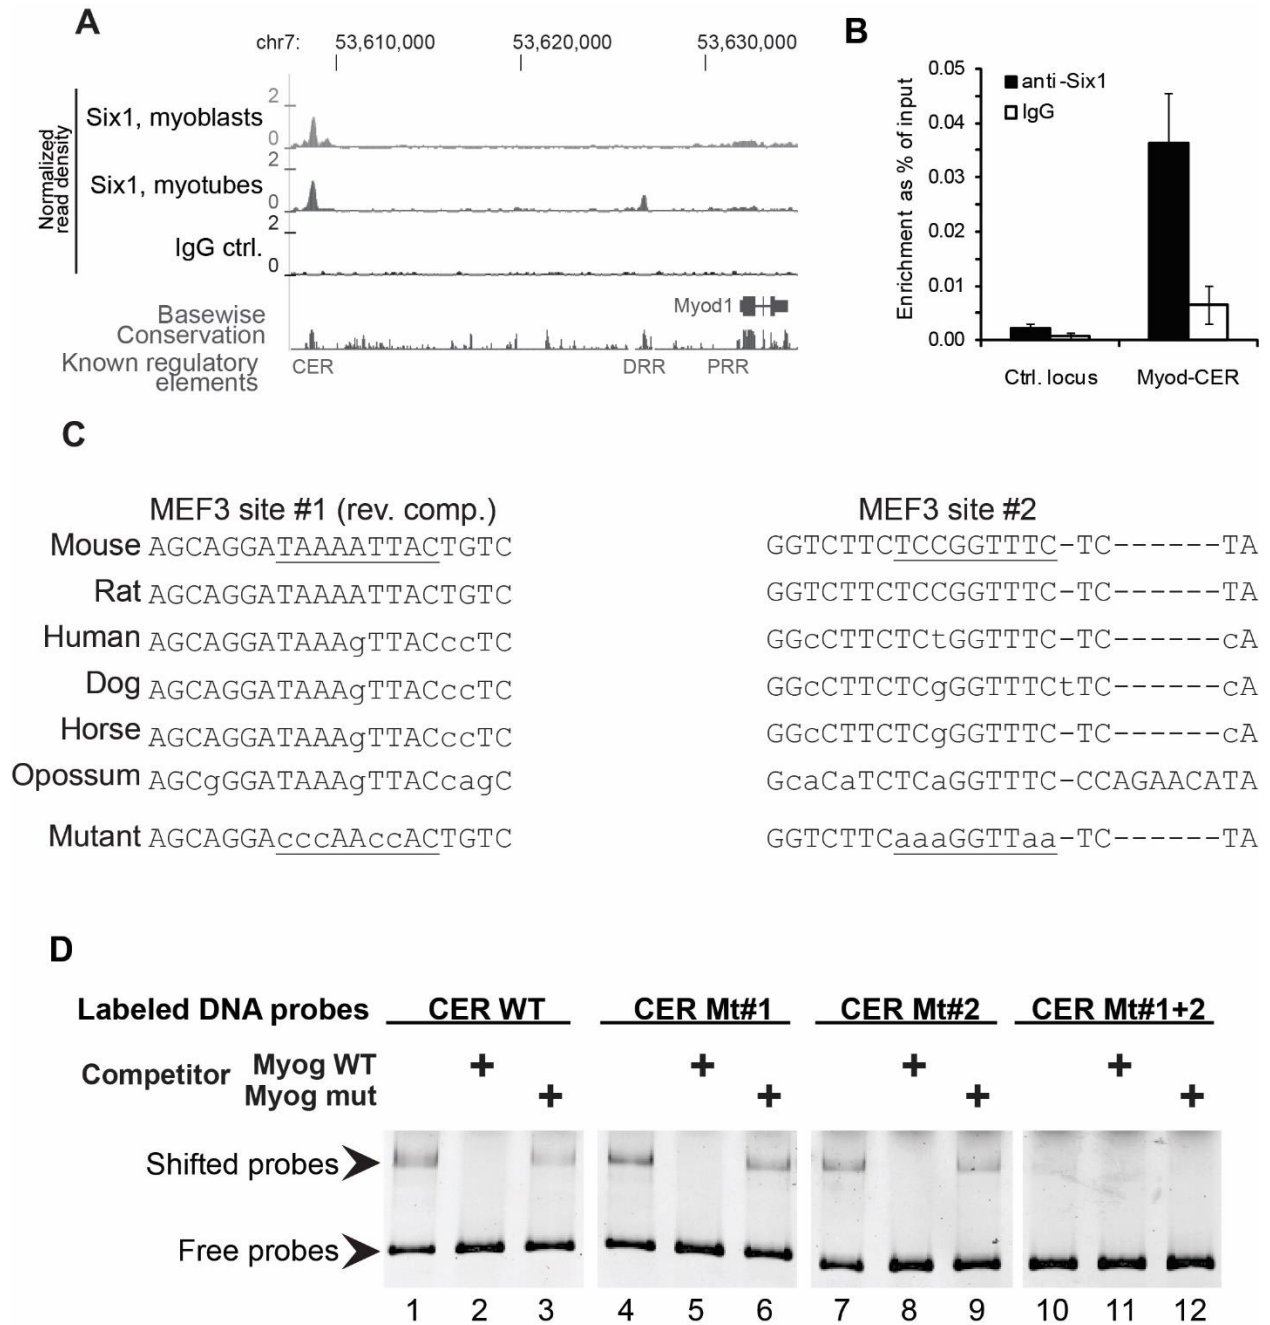 A
chr7: 53,610,000 53,620,000 53,630,000
Normalized
read density
2
Six1, myoblasts
0
2
Six1, myotubes
0
2
IgG ctrl.
0
Myod1
Basewise
Conservation
Known regulatory
elements
CER DRR PRR
B
Enrichment as % of input
0.05
0.04
0.03
0.02
0.01
0.00
anti-Six1
IgG
Ctrl. locus Myod-CER
C
MEF3 site #1 (rev. comp.) MEF3 site #2
Mouse AGCAGGATAAAATTACTGTC GGTCTTCTCCGGTTTC-TC------TA
Rat AGCAGGATAAAATTACTGTC GGTCTTCTCCGGTTTC-TC------TA
Human AGCAGGATAAAgTTACccTC GGcCTTCTCtGGTTTC-TC------cA
Dog AGCAGGATAAAgTTACccTC GGcCTTCTCgGGTTTCtTC------cA
Horse AGCAGGATAAAgTTACccTC GGcCTTCTCgGGTTTC-TC------cA
Opossum AGCgGGATAAAgTTACcagC GcaCaTCTCaGGTTTC-CCAGAACATA
Mutant AGCAGGAcccAAccACTGTC GGTCTTCaaaGGTTaa-TC------TA
D
Labeled DNA probes CER WT CER Mt#1 CER Mt#2 CER Mt#1+2
Competitor Myog WT + + + +
Myog mut + + + +
Shifted probes
Free probes
1 2 3 4 5 6 7 8 9 10 11 12